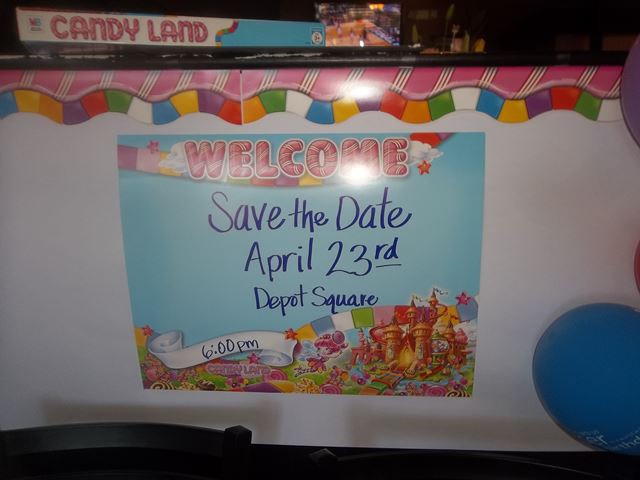 CANDY LAND
WELCOME
Save the Date
April 23rd
Depot Square
6:00pm
CANDY LAND